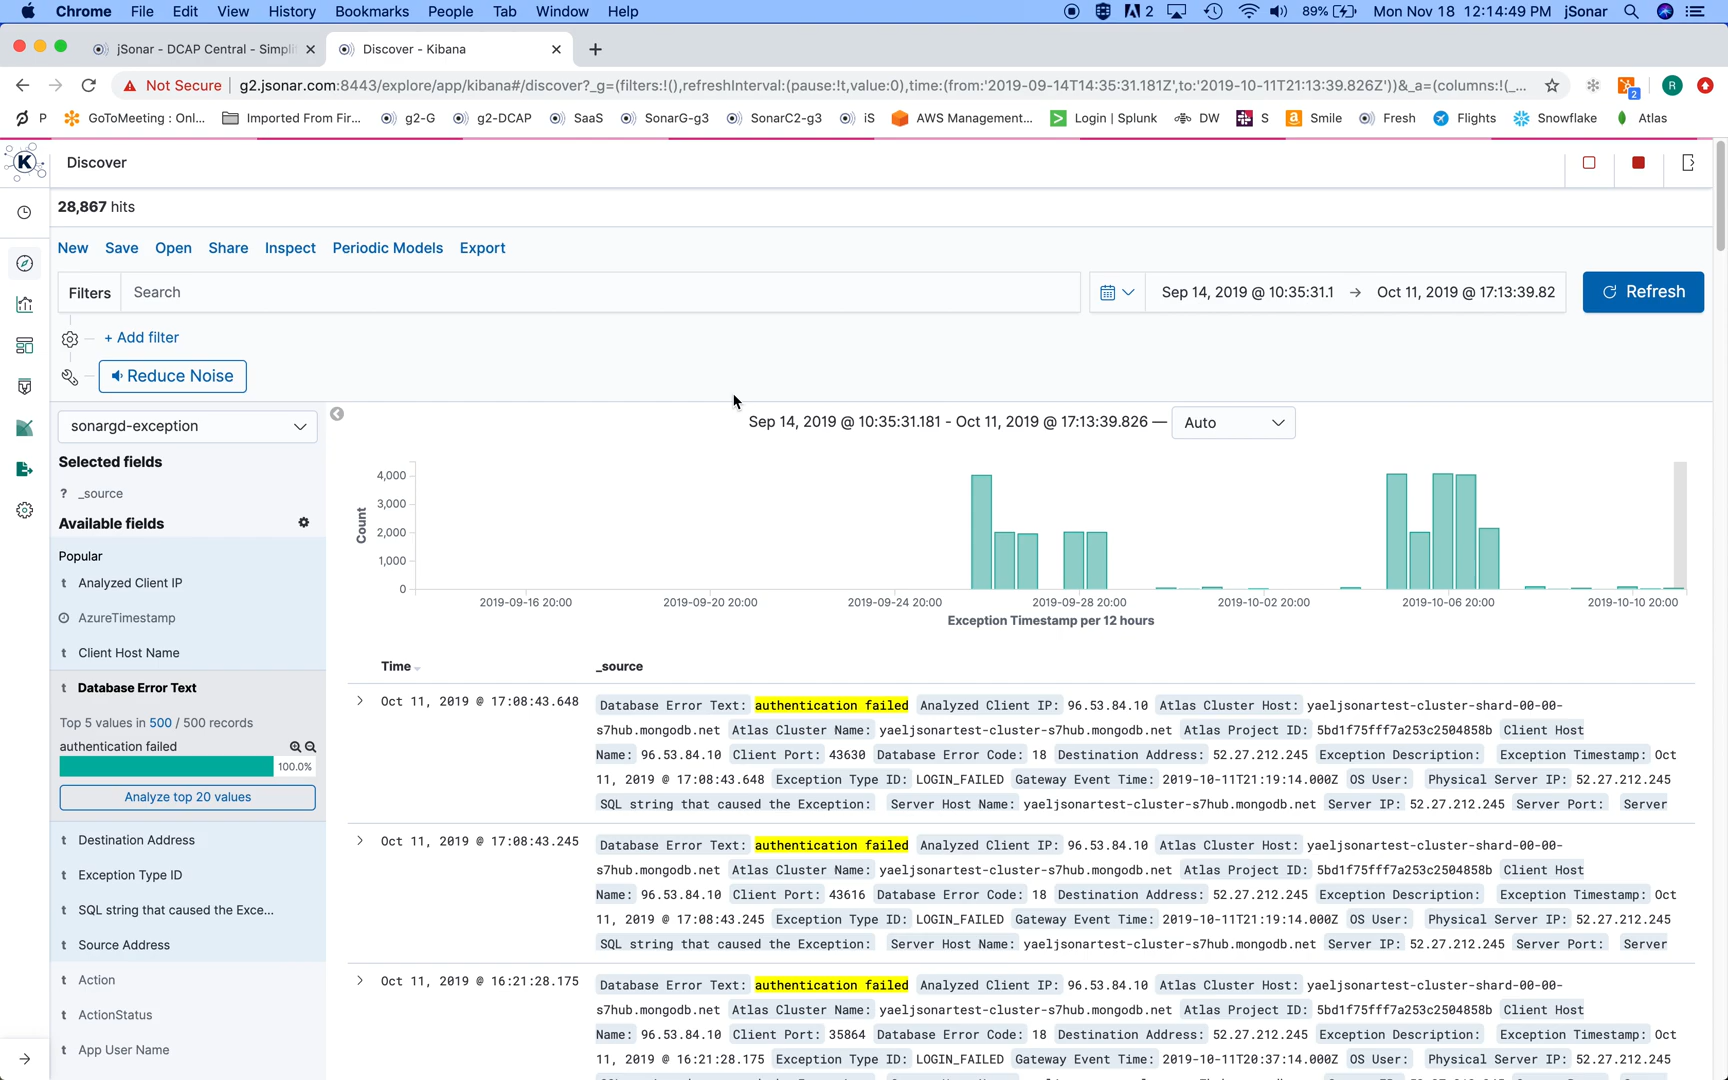 Chrome File Edit View History Bookmarks People Tab Window Help 2 89% Mon Nov 18 12:14:49 PM jSonar
jSonar - DCAP Central - Simpli Discover - Kibana
Not Secure g2.jsonar.com:8443/explore/app/kibana#/discover?_g=(filters:!(),refreshInterval:(pause:!t,value:0),time:(from:'2019-09-14T14:35:31.181Z',to:'2019-10-11T21:13:39.826Z'))&_a=(columns:!(_... 2 R
P GoToMeeting : Onl... Imported From Fir... g2-G g2-DCAP SaaS SonarG-g3 SonarC2-g3 iS AWS Management... Login | Splunk DW S Smile Fresh Flights Snowflake Atlas
K Discover
28,867 hits
New Save Open Share Inspect Periodic Models Export
Filters Search Sep 14, 2019 @ 10:35:31.1 → Oct 11, 2019 @ 17:13:39.82 Refresh
+ Add filter
Reduce Noise
sonargd-exception
Selected fields
? _source
Available fields
Popular
t Analyzed Client IP
AzureTimestamp
t Client Host Name
t Database Error Text
Top 5 values in 500 / 500 records
authentication failed
100.0%
Analyze top 20 values
t Destination Address
t Exception Type ID
t SQL string that caused the Exce...
t Source Address
t Action
t ActionStatus
t App User Name
Sep 14, 2019 @ 10:35:31.181 - Oct 11, 2019 @ 17:13:39.826 — Auto
Count
4,000
3,000
2,000
1,000
0
2019-09-16 20:00 2019-09-20 20:00 2019-09-24 20:00 2019-09-28 20:00 2019-10-02 20:00 2019-10-06 20:00 2019-10-10 20:00
Exception Timestamp per 12 hours
Time _source
Oct 11, 2019 @ 17:08:43.648 Database Error Text: authentication failed Analyzed Client IP: 96.53.84.10 Atlas Cluster Host: yaeljsonartest-cluster-shard-00-00-
s7hub.mongodb.net Atlas Cluster Name: yaeljsonartest-cluster-s7hub.mongodb.net Atlas Project ID: 5bd1f75fff7a253c2504858b Client Host
Name: 96.53.84.10 Client Port: 43630 Database Error Code: 18 Destination Address: 52.27.212.245 Exception Description: Exception Timestamp: Oct
11, 2019 @ 17:08:43.648 Exception Type ID: LOGIN_FAILED Gateway Event Time: 2019-10-11T21:19:14.000Z OS User: Physical Server IP: 52.27.212.245
SQL string that caused the Exception: Server Host Name: yaeljsonartest-cluster-s7hub.mongodb.net Server IP: 52.27.212.245 Server Port: Server
Oct 11, 2019 @ 17:08:43.245 Database Error Text: authentication failed Analyzed Client IP: 96.53.84.10 Atlas Cluster Host: yaeljsonartest-cluster-shard-00-00-
s7hub.mongodb.net Atlas Cluster Name: yaeljsonartest-cluster-s7hub.mongodb.net Atlas Project ID: 5bd1f75fff7a253c2504858b Client Host
Name: 96.53.84.10 Client Port: 43616 Database Error Code: 18 Destination Address: 52.27.212.245 Exception Description: Exception Timestamp: Oct
11, 2019 @ 17:08:43.245 Exception Type ID: LOGIN_FAILED Gateway Event Time: 2019-10-11T21:19:14.000Z OS User: Physical Server IP: 52.27.212.245
SQL string that caused the Exception: Server Host Name: yaeljsonartest-cluster-s7hub.mongodb.net Server IP: 52.27.212.245 Server Port: Server
Oct 11, 2019 @ 16:21:28.175 Database Error Text: authentication failed Analyzed Client IP: 96.53.84.10 Atlas Cluster Host: yaeljsonartest-cluster-shard-00-00-
s7hub.mongodb.net Atlas Cluster Name: yaeljsonartest-cluster-s7hub.mongodb.net Atlas Project ID: 5bd1f75fff7a253c2504858b Client Host
Name: 96.53.84.10 Client Port: 35864 Database Error Code: 18 Destination Address: 52.27.212.245 Exception Description: Exception Timestamp: Oct
11, 2019 @ 16:21:28.175 Exception Type ID: LOGIN_FAILED Gateway Event Time: 2019-10-11T20:37:14.000Z OS User: Physical Server IP: 52.27.212.245